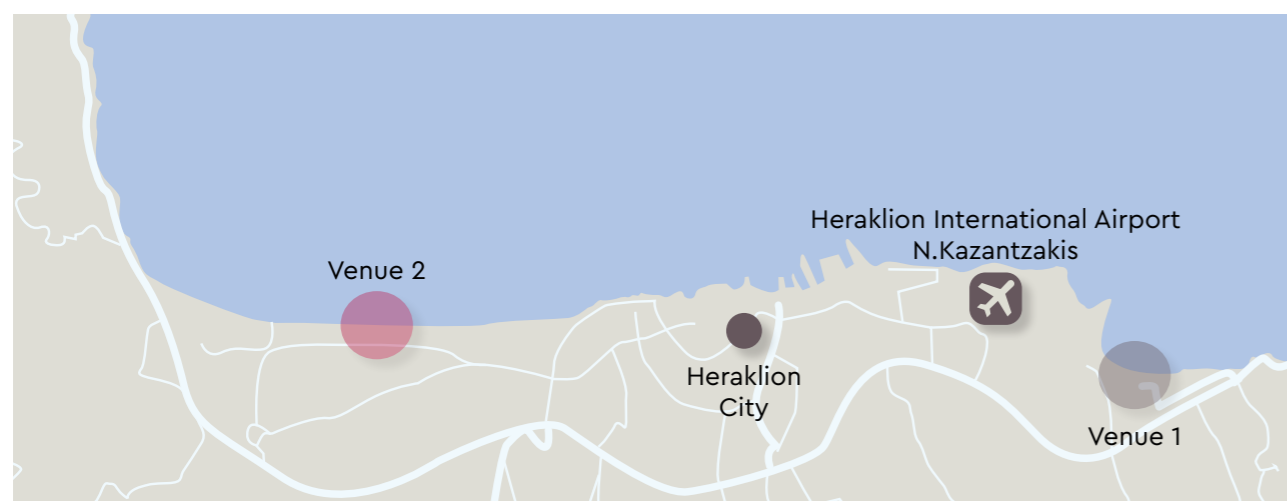 Heraklion International Airport
N.Kazantzakis
Venue 2
Heraklion
City
Venue 1